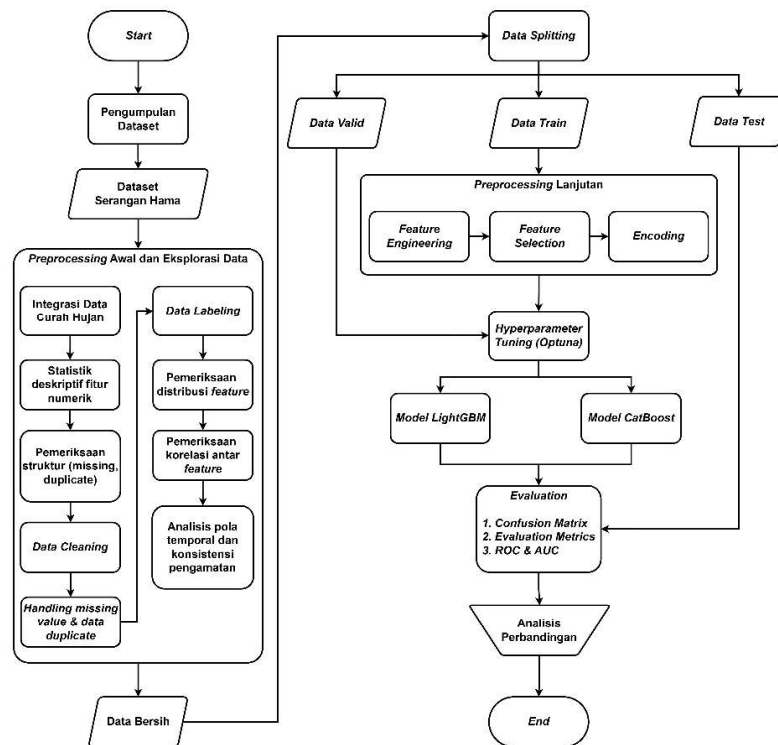 Start
Pengumpulan
Dataset
Dataset
Serangan Hama
Preprocessing Awal dan Eksplorasi Data
Integrasi Data
Curah Hujan
Statistik
deskriptif fitur
numerik
Pemeriksaan
struktur (missing,
duplicate)
Data Cleaning
Handling missing
value & data
duplicate
Data Labeling
Pemeriksaan
distribusi feature
Pemeriksaan
korelasi antar
feature
Analisis pola
temporal dan
konsistensi
pengamatan
Data Bersih
Data Splitting
Data Valid
Data Train
Data Test
Preprocessing Lanjutan
Feature
Engineering
Feature
Selection
Encoding
Hyperparameter
Tuning (Optuna)
Model LightGBM
Model CatBoost
Evaluation
1. Confusion Matrix
2. Evaluation Metrics
3. ROC & AUC
Analisis
Perbandingan
End